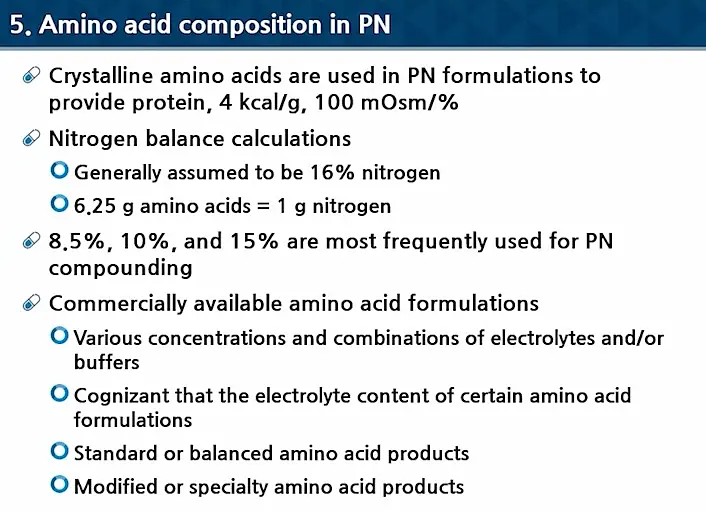 5. Amino acid composition in PN
Crystalline amino acids are used in PN formulations to
provide protein, 4 kcal/g, 100 mOsm/%
Nitrogen balance calculations
Generally assumed to be 16% nitrogen
6.25 g amino acids = 1 g nitrogen
8.5%, 10%, and 15% are most frequently used for PN
compounding
Commercially available amino acid formulations
Various concentrations and combinations of electrolytes and/or
buffers
Cognizant that the electrolyte content of certain amino acid
formulations
Standard or balanced amino acid products
Modified or specialty amino acid products